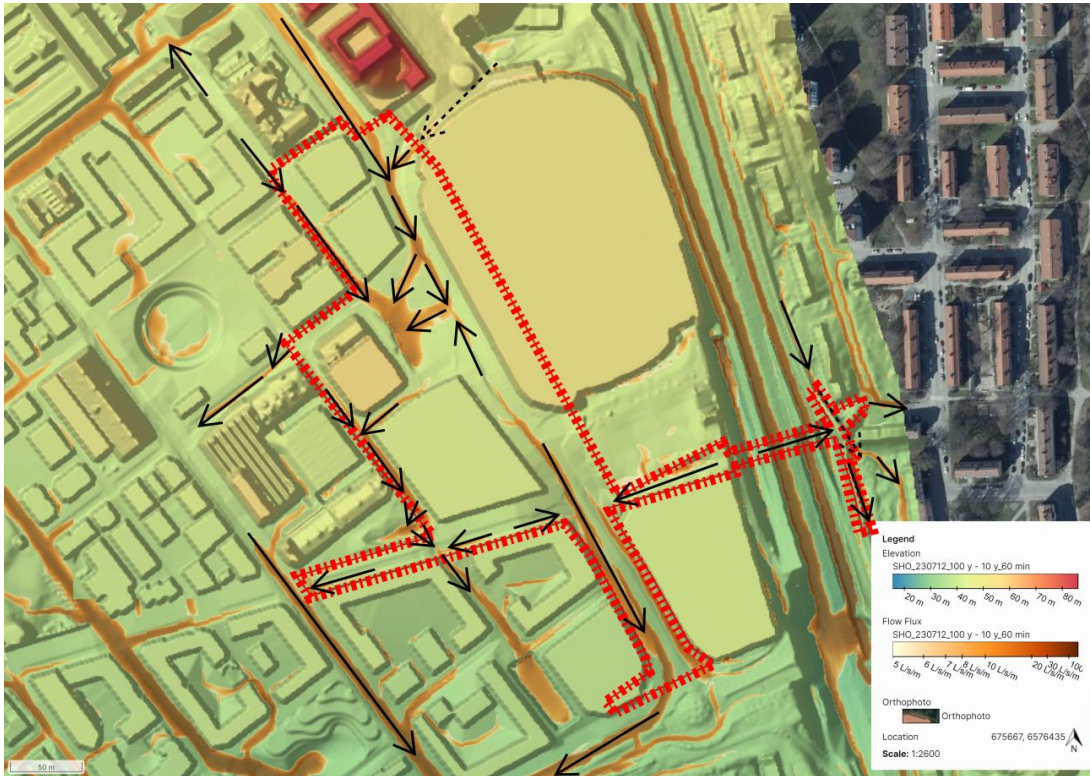 Legend
Elevation
SHO_230712_100 y - 10 y_60 min
20 m 30 m 40 m 50 m 60 m 70 m 80 m
Flow Flux
SHO_230712_100 y - 10 y_60 min
5 L/s/m 6 L/s/m 7 L/s/m 8 L/s/m 10 L/s/m 20 L/s/m 30 L/s/m 100
Orthophoto
Orthophoto
Location 675667, 6576435
Scale: 1:2600
N
50 m